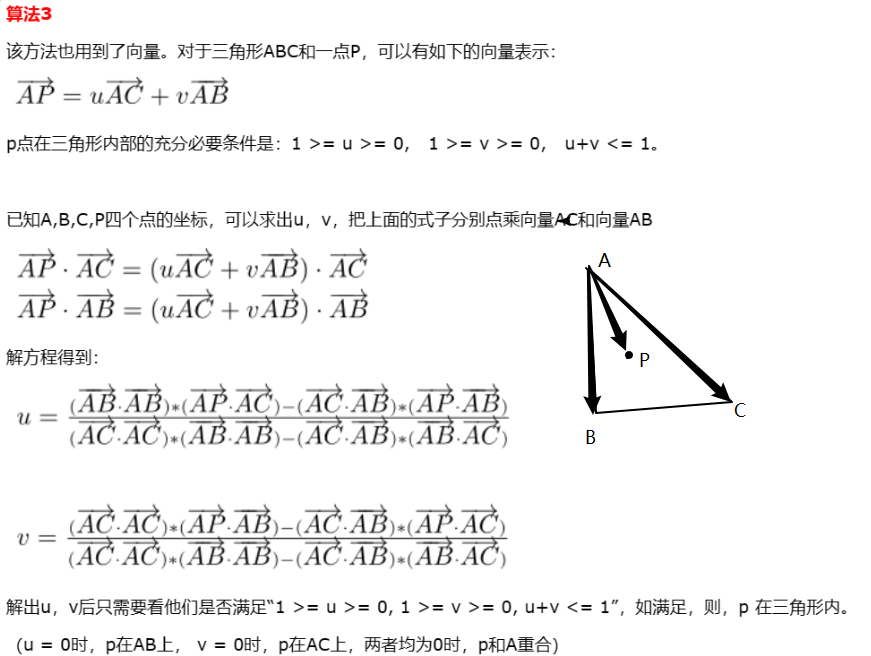 算法3
该方法也用到了向量。对于三角形ABC和一点P，可以有如下的向量表示：
$\overrightarrow{AP} = u\overrightarrow{AC} + v\overrightarrow{AB}$
p点在三角形内部的充分必要条件是：1 >= u >= 0， 1 >= v >= 0， u+v <= 1。
已知A,B,C,P四个点的坐标，可以求出u，v，把上面的式子分别点乘向量AC和向量AB
$\overrightarrow{AP} \cdot \overrightarrow{AC} = (u\overrightarrow{AC} + v\overrightarrow{AB}) \cdot \overrightarrow{AC}$
$\overrightarrow{AP} \cdot \overrightarrow{AB} = (u\overrightarrow{AC} + v\overrightarrow{AB}) \cdot \overrightarrow{AB}$
解方程得到：
$u = \frac{(\overrightarrow{AB} \cdot \overrightarrow{AB})*(\overrightarrow{AP} \cdot \overrightarrow{AC})-(\overrightarrow{AC} \cdot \overrightarrow{AB})*(\overrightarrow{AP} \cdot \overrightarrow{AB})}{(\overrightarrow{AC} \cdot \overrightarrow{AC})*(\overrightarrow{AB} \cdot \overrightarrow{AB})-(\overrightarrow{AC} \cdot \overrightarrow{AB})*(\overrightarrow{AB} \cdot \overrightarrow{AC})}$
$v = \frac{(\overrightarrow{AC} \cdot \overrightarrow{AC})*(\overrightarrow{AP} \cdot \overrightarrow{AB})-(\overrightarrow{AC} \cdot \overrightarrow{AB})*(\overrightarrow{AP} \cdot \overrightarrow{AC})}{(\overrightarrow{AC} \cdot \overrightarrow{AC})*(\overrightarrow{AB} \cdot \overrightarrow{AB})-(\overrightarrow{AC} \cdot \overrightarrow{AB})*(\overrightarrow{AB} \cdot \overrightarrow{AC})}$
A
P
C
B
解出u，v后只需要看他们是否满足“1 >= u >= 0, 1 >= v >= 0, u+v <= 1”，如满足，则，p 在三角形内。
（u = 0时，p在AB上， v = 0时，p在AC上，两者均为0时，p和A重合）